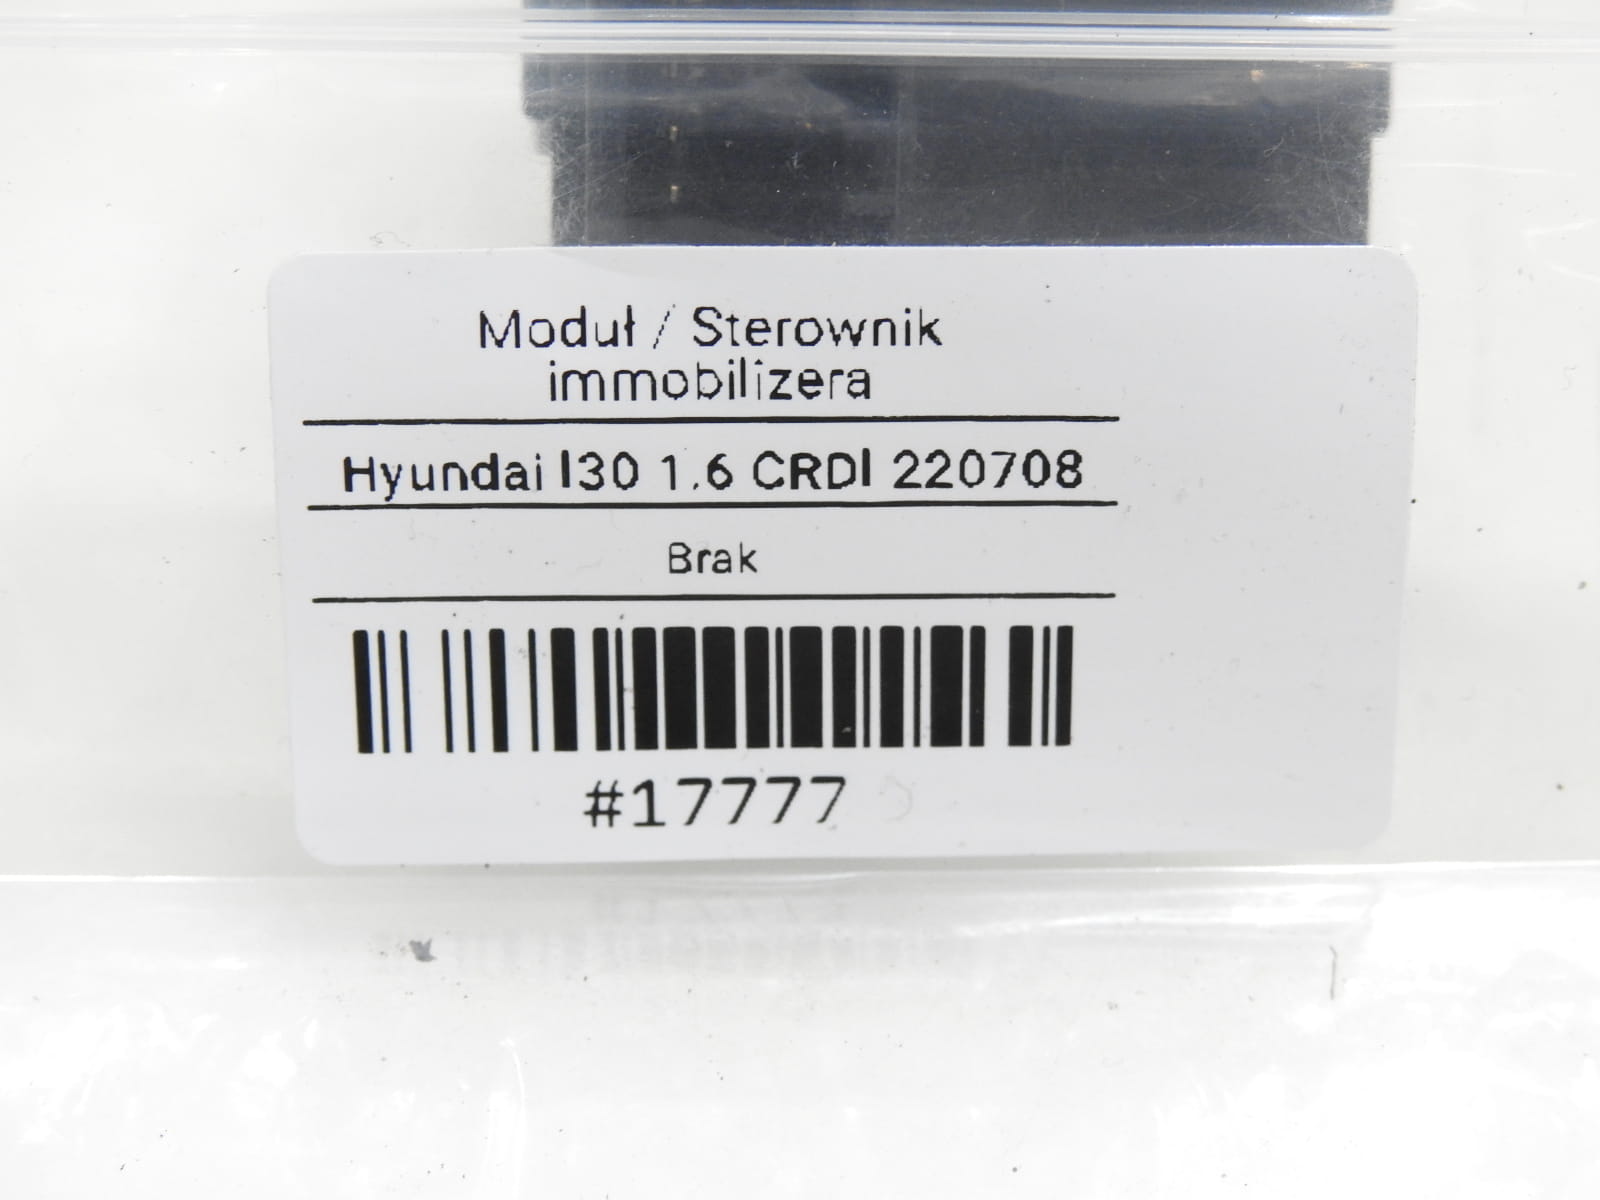 Moduł / Sterownik
immobilizera
Hyundai I30 1.6 CRDI 220708
Brak
#17777